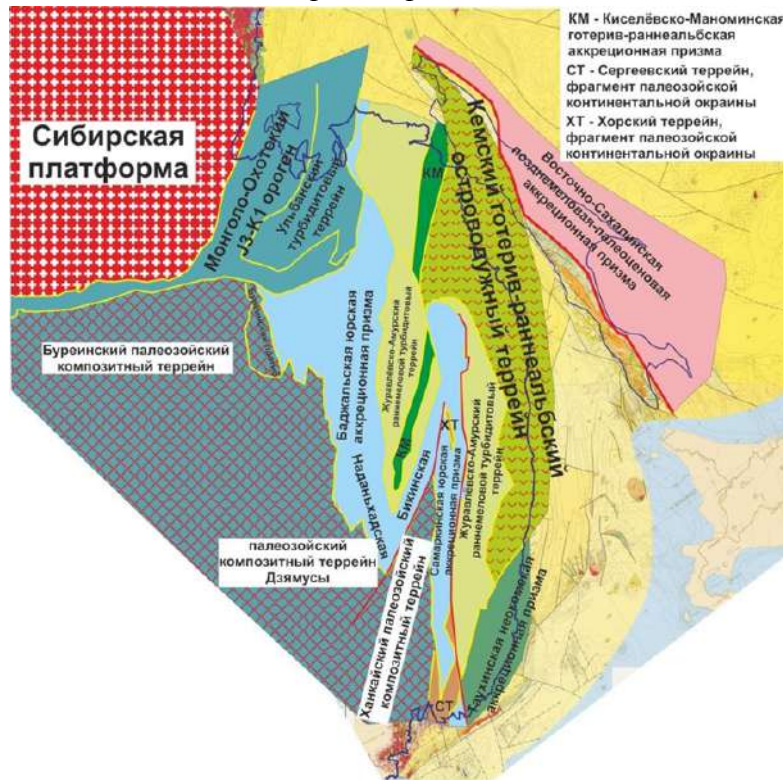 КМ - Киселёвско-Маноминская
готерив-раннеальбская
аккреционная призма
СТ - Сергеевский террейн,
фрагмент палеозойской
континентальной окраины
ХТ - Хорский террейн,
фрагмент палеозойской
континентальной окраины
Сибирская
платформа
Монголо-Охотский
J3-K1 ороген
Ульбанский
турбидитовый
террейн
КМ
Кемский готерив-раннеальбский
островодужный террейн
Восточно-Сахалинская
позднемеловая-палеоценовая
аккреционная призма
Буреинский палеозойский
композитный террейн
Баджальская юрская
аккреционная призма
Журавлёвско-Амурский
раннемеловой турбидитовый
террейн
КМ
ХТ
Наданьхадская
Бикинская
Самаркинская юрская
аккреционная призма
Журавлёвско-Амурский
раннемеловой турбидитовый
террейн
палеозойский
композитный террейн
Дзямусы
Ханкайский палеозойский
композитный террейн
Таухинская неокомская
аккреционная призма
СТ